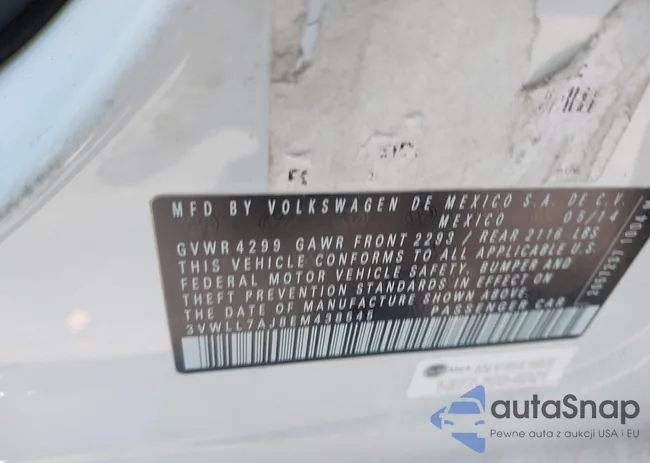 MFD BY VOLKSWAGEN DE MEXICO S.A. DE C.V.
MEXICO 05/14
GVWR 4299 GAWR FRONT 2293 / REAR 2116 LBS
THIS VEHICLE CONFORMS TO ALL APPLICABLE U.S.
FEDERAL MOTOR VEHICLE SAFETY, BUMPER AND
THEFT PREVENTION STANDARDS IN EFFECT ON
THE DATE OF MANUFACTURE SHOWN ABOVE.
PASSENGER CAR
autaSnap
Pewne auta z aukcji USA i EU